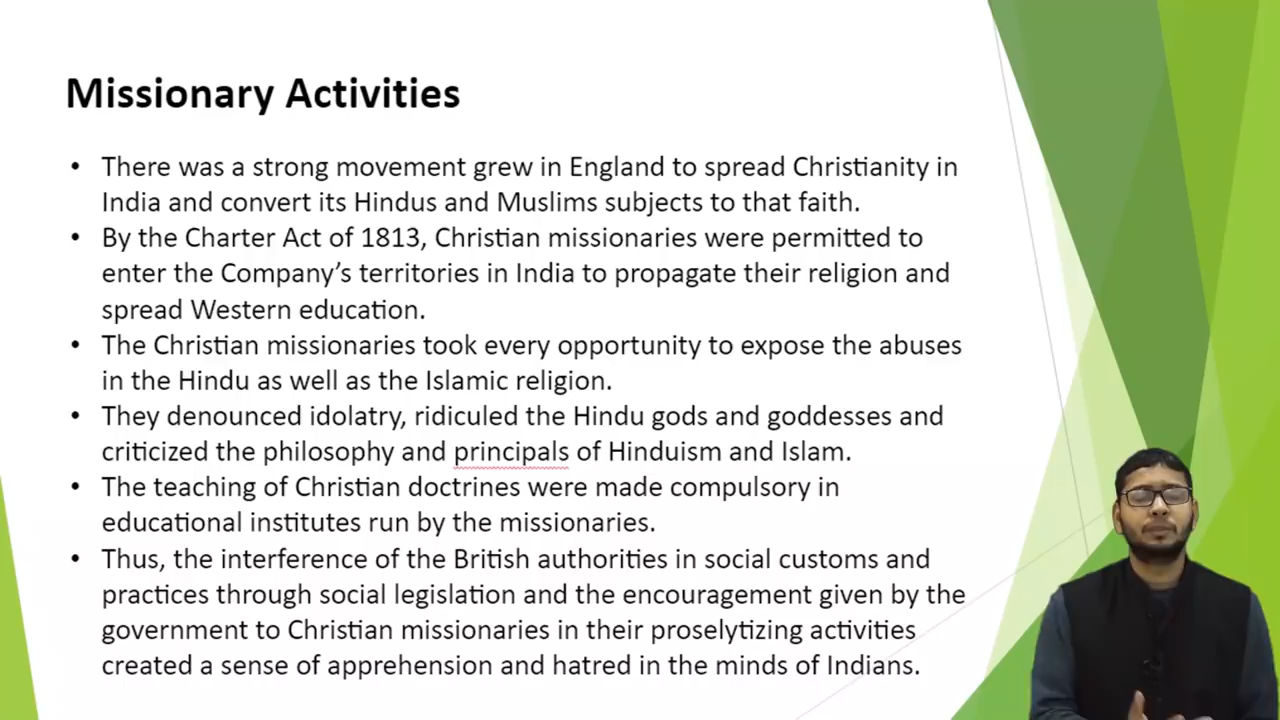 Missionary Activities
• There was a strong movement grew in England to spread Christianity in
India and convert its Hindus and Muslims subjects to that faith.
• By the Charter Act of 1813, Christian missionaries were permitted to
enter the Company’s territories in India to propagate their religion and
spread Western education.
• The Christian missionaries took every opportunity to expose the abuses
in the Hindu as well as the Islamic religion.
• They denounced idolatry, ridiculed the Hindu gods and goddesses and
criticized the philosophy and principals of Hinduism and Islam.
• The teaching of Christian doctrines were made compulsory in
educational institutes run by the missionaries.
• Thus, the interference of the British authorities in social customs and
practices through social legislation and the encouragement given by the
government to Christian missionaries in their proselytizing activities
created a sense of apprehension and hatred in the minds of Indians.